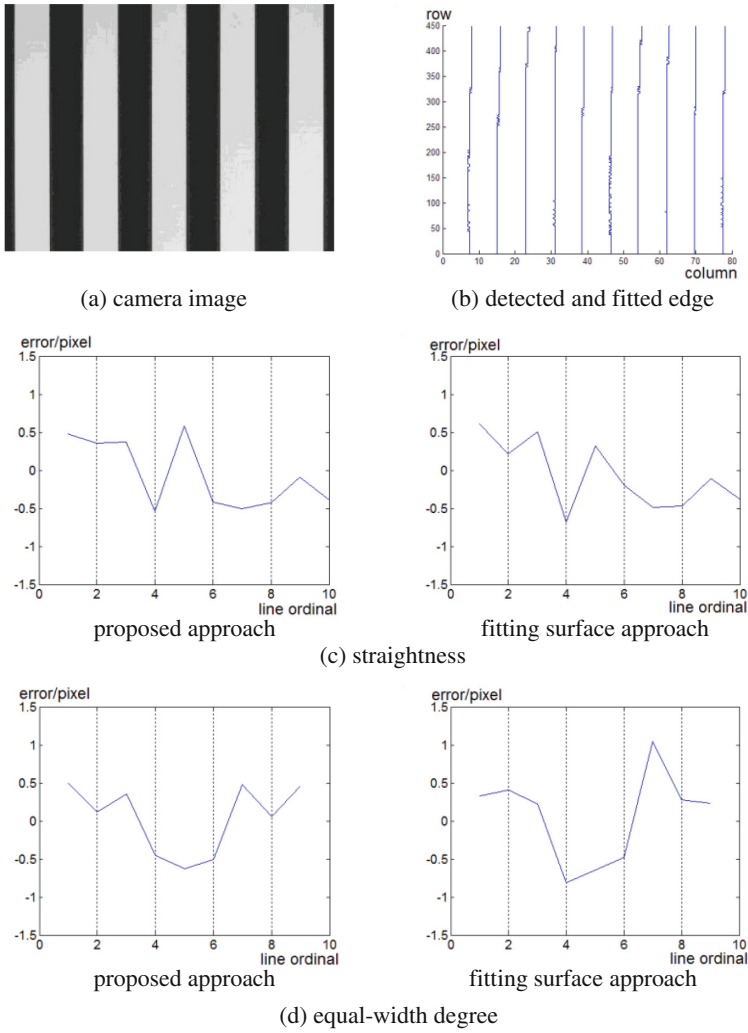 row
450
400
350
300
250
200
150
100
50
0
0 10 20 30 40 50 60 70 80
column
(a) camera image
(b) detected and fitted edge
error/pixel
1.5
1
0.5
0
-0.5
-1
-1.5
0 2 4 6 8 10
line ordinal
proposed approach
error/pixel
1.5
1
0.5
0
-0.5
-1
-1.5
0 2 4 6 8 10
line ordinal
fitting surface approach
(c) straightness
error/pixel
1.5
1
0.5
0
-0.5
-1
-1.5
0 2 4 6 8 10
line ordinal
proposed approach
error/pixel
1.5
1
0.5
0
-0.5
-1
-1.5
0 2 4 6 8 10
line ordinal
fitting surface approach
(d) equal-width degree